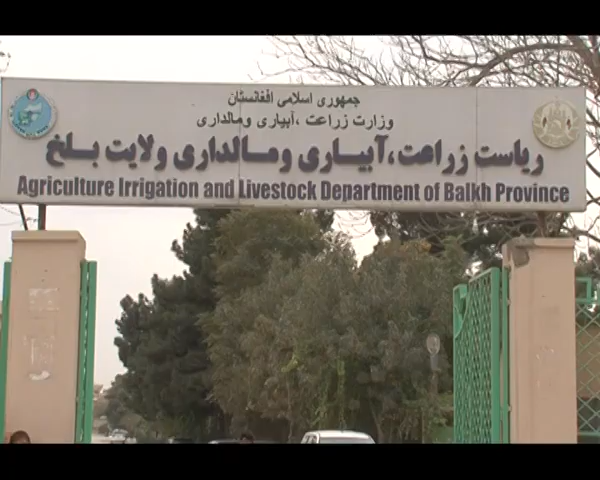 جمهوری اسلامی افغانستان
وزارت زراعت ،آبیاری ومالداری
ریاست زراعت،آبیاری ومالداری ولایت بلخ
Agriculture Irrigation and Livestock Department of Balkh Province